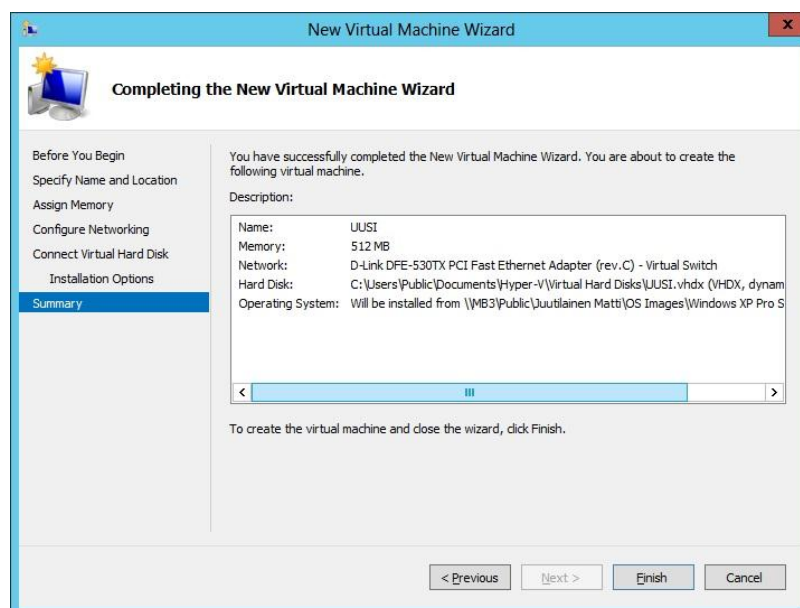 New Virtual Machine Wizard
x
Completing the New Virtual Machine Wizard
Before You Begin
Specify Name and Location
Assign Memory
Configure Networking
Connect Virtual Hard Disk
Installation Options
Summary
You have successfully completed the New Virtual Machine Wizard. You are about to create the
following virtual machine.
Description:
Name: UUSI
Memory: 512 MB
Network: D-Link DFE-530TX PCI Fast Ethernet Adapter (rev.C) - Virtual Switch
Hard Disk: C:\Users\Public\Documents\Hyper-V\Virtual Hard Disks\UUSI.vhdx (VHDX, dynam
Operating System: Will be installed from \\MB3\Public\Juutilainen Matti\OS Images\Windows XP Pro S
To create the virtual machine and close the wizard, click Finish.
< Previous Next > Finish Cancel